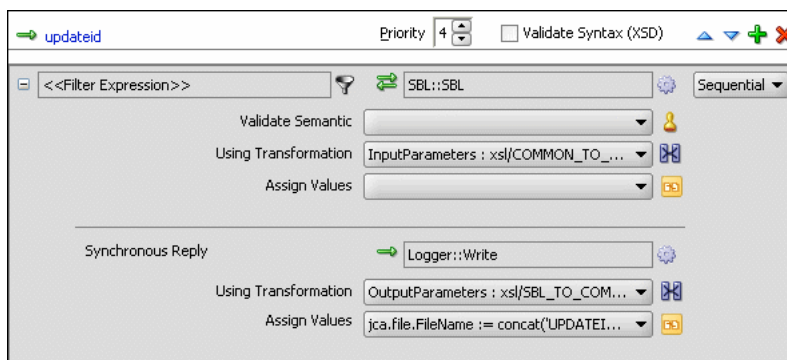 updateid Priority 4 Validate Syntax (XSD)
<<Filter Expression>> SBL::SBL Sequential
Validate Semantic
Using Transformation InputParameters : xsl/COMMON_TO_...
Assign Values
Synchronous Reply Logger::Write
Using Transformation OutputParameters : xsl/SBL_TO_COM...
Assign Values jca.file.FileName := concat('UPDATEI...